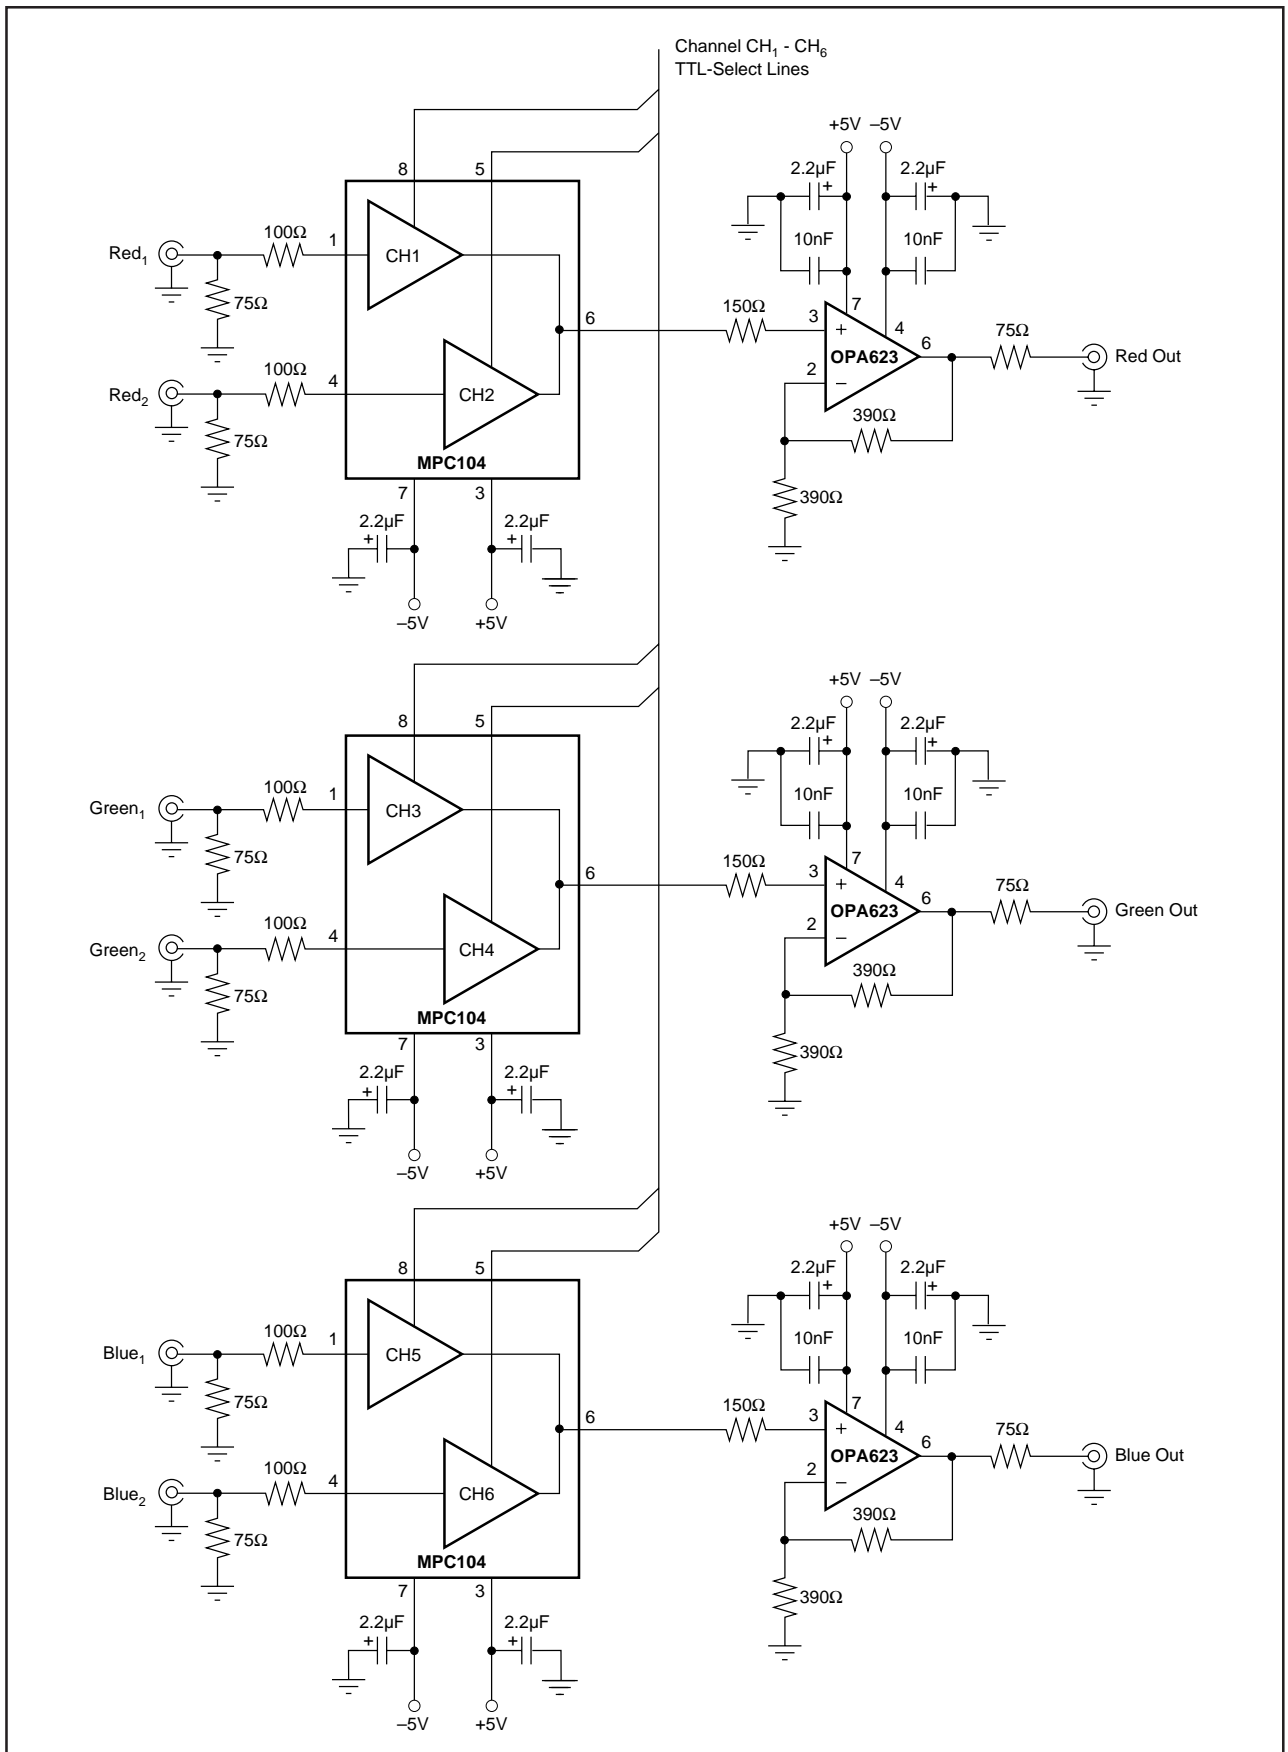 Channel CH1 - CH6
TTL-Select Lines
+5V –5V
2.2µF 2.2µF
+ +
8 5
10nF 10nF
Red1 100Ω 1 CH1
75Ω
6 150Ω 3 + 7 4
OPA623 6 75Ω Red Out
2 –
Red2 100Ω 4 CH2
75Ω
390Ω
MPC104
390Ω
7 3
2.2µF 2.2µF
+ +
–5V +5V
+5V –5V
2.2µF 2.2µF
+ +
8 5
10nF 10nF
Green1 100Ω 1 CH3
75Ω
6 150Ω 3 + 7 4
OPA623 6 75Ω Green Out
2 –
Green2 100Ω 4 CH4
75Ω
390Ω
MPC104
390Ω
7 3
2.2µF 2.2µF
+ +
–5V +5V
+5V –5V
2.2µF 2.2µF
+ +
8 5
10nF 10nF
Blue1 100Ω 1 CH5
75Ω
6 150Ω 3 + 7 4
OPA623 6 75Ω Blue Out
2 –
Blue2 100Ω 4 CH6
75Ω
390Ω
MPC104
390Ω
7 3
2.2µF 2.2µF
+ +
–5V +5V